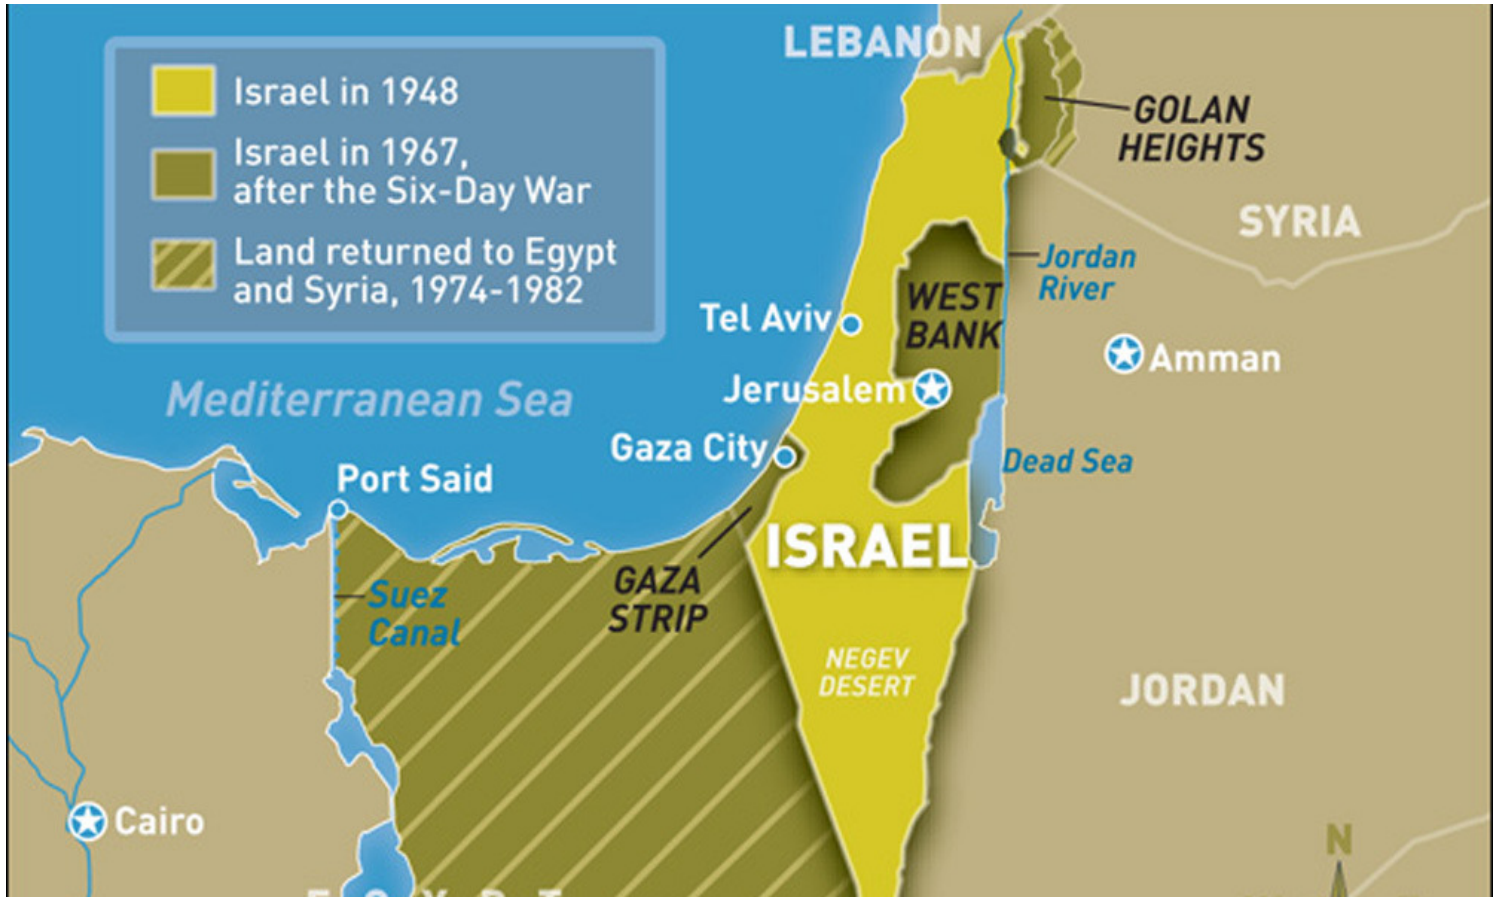 LEBANON
Israel in 1948
GOLAN
HEIGHTS
Israel in 1967,
after the Six-Day War
SYRIA
Land returned to Egypt
and Syria, 1974-1982
Jordan
River
WEST
BANK
Tel Aviv
Amman
Jerusalem
Mediterranean Sea
Gaza City
Dead Sea
Port Said
ISRAEL
GAZA
STRIP
Suez
Canal
NEGEV
DESERT
JORDAN
Cairo
N